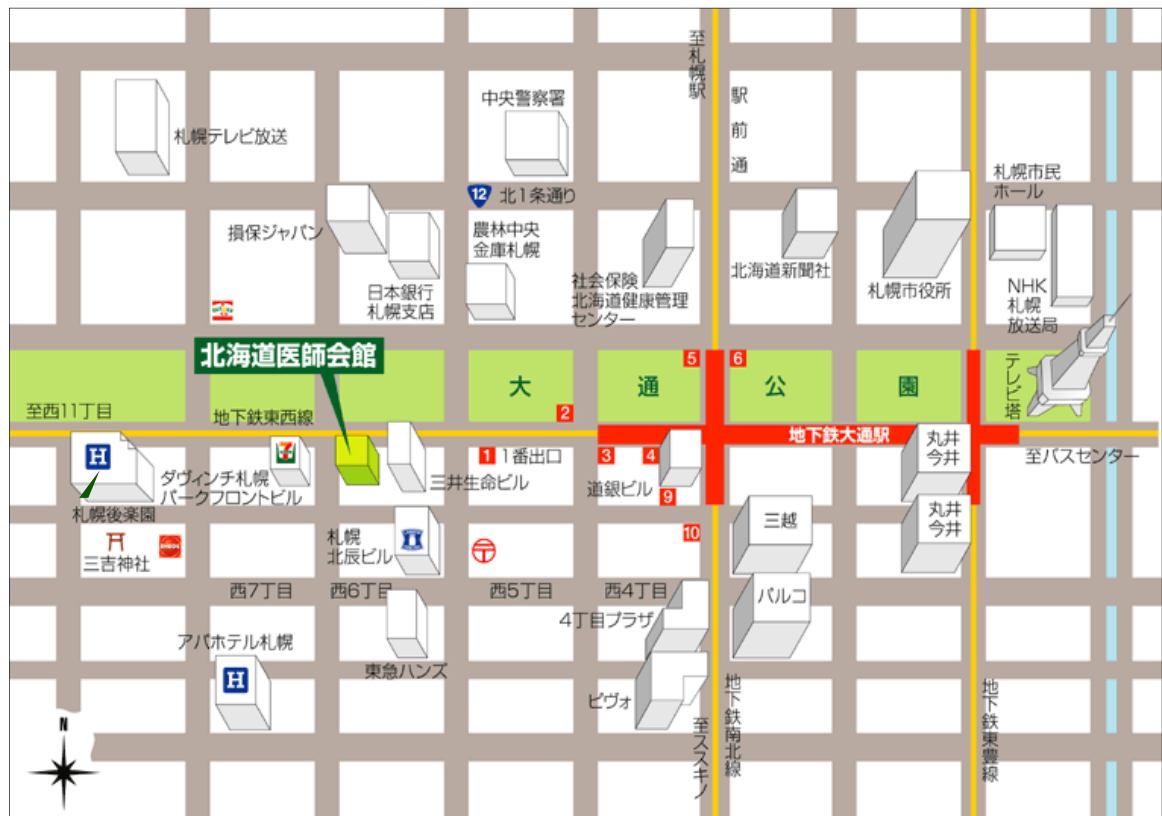 至札幌駅
駅前通
中央警察署
札幌テレビ放送
札幌市民
ホール
12
北1条通り
損保ジャパン
農林中央
金庫札幌
日本銀行
札幌支店
社会保険
北海道健康管理
センター
北海道新聞社
札幌市役所
NHK
札幌
放送局
北海道医師会館
5
6
大通公園
テレビ塔
2
至西11丁目
地下鉄東西線
地下鉄大通駅
丸井
今井
至バスセンター
H
ダヴィンチ札幌
パークフロントビル
7
三井生命ビル
1
1番出口
3
4
道銀ビル
9
札幌後楽園
三吉神社
札幌
北辰ビル
10
三越
丸井
今井
西7丁目
西6丁目
西5丁目
西4丁目
4丁目プラザ
パルコ
アパホテル札幌
H
東急ハンズ
ピヴォ
至ススキノ
地下鉄南北線
地下鉄東豊線
N